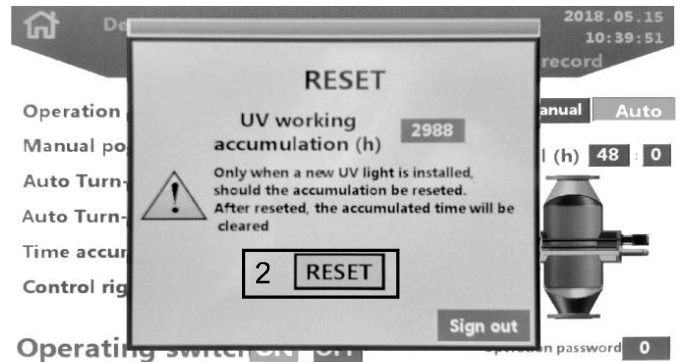 2018.05.15
De
10:39:51
record
RESET
Operation
UV working
accumulation (h)
2988
anual
Auto
Manual po
(h) 48 : 0
Only when a new UV light is installed,
should the accumulation be reseted.
After reseted, the accumulated time will be
cleared
!
Auto Turn-
Auto Turn-
Time accur
Control rig
2
RESET
Sign out
Operating switch ON OFF
password 0